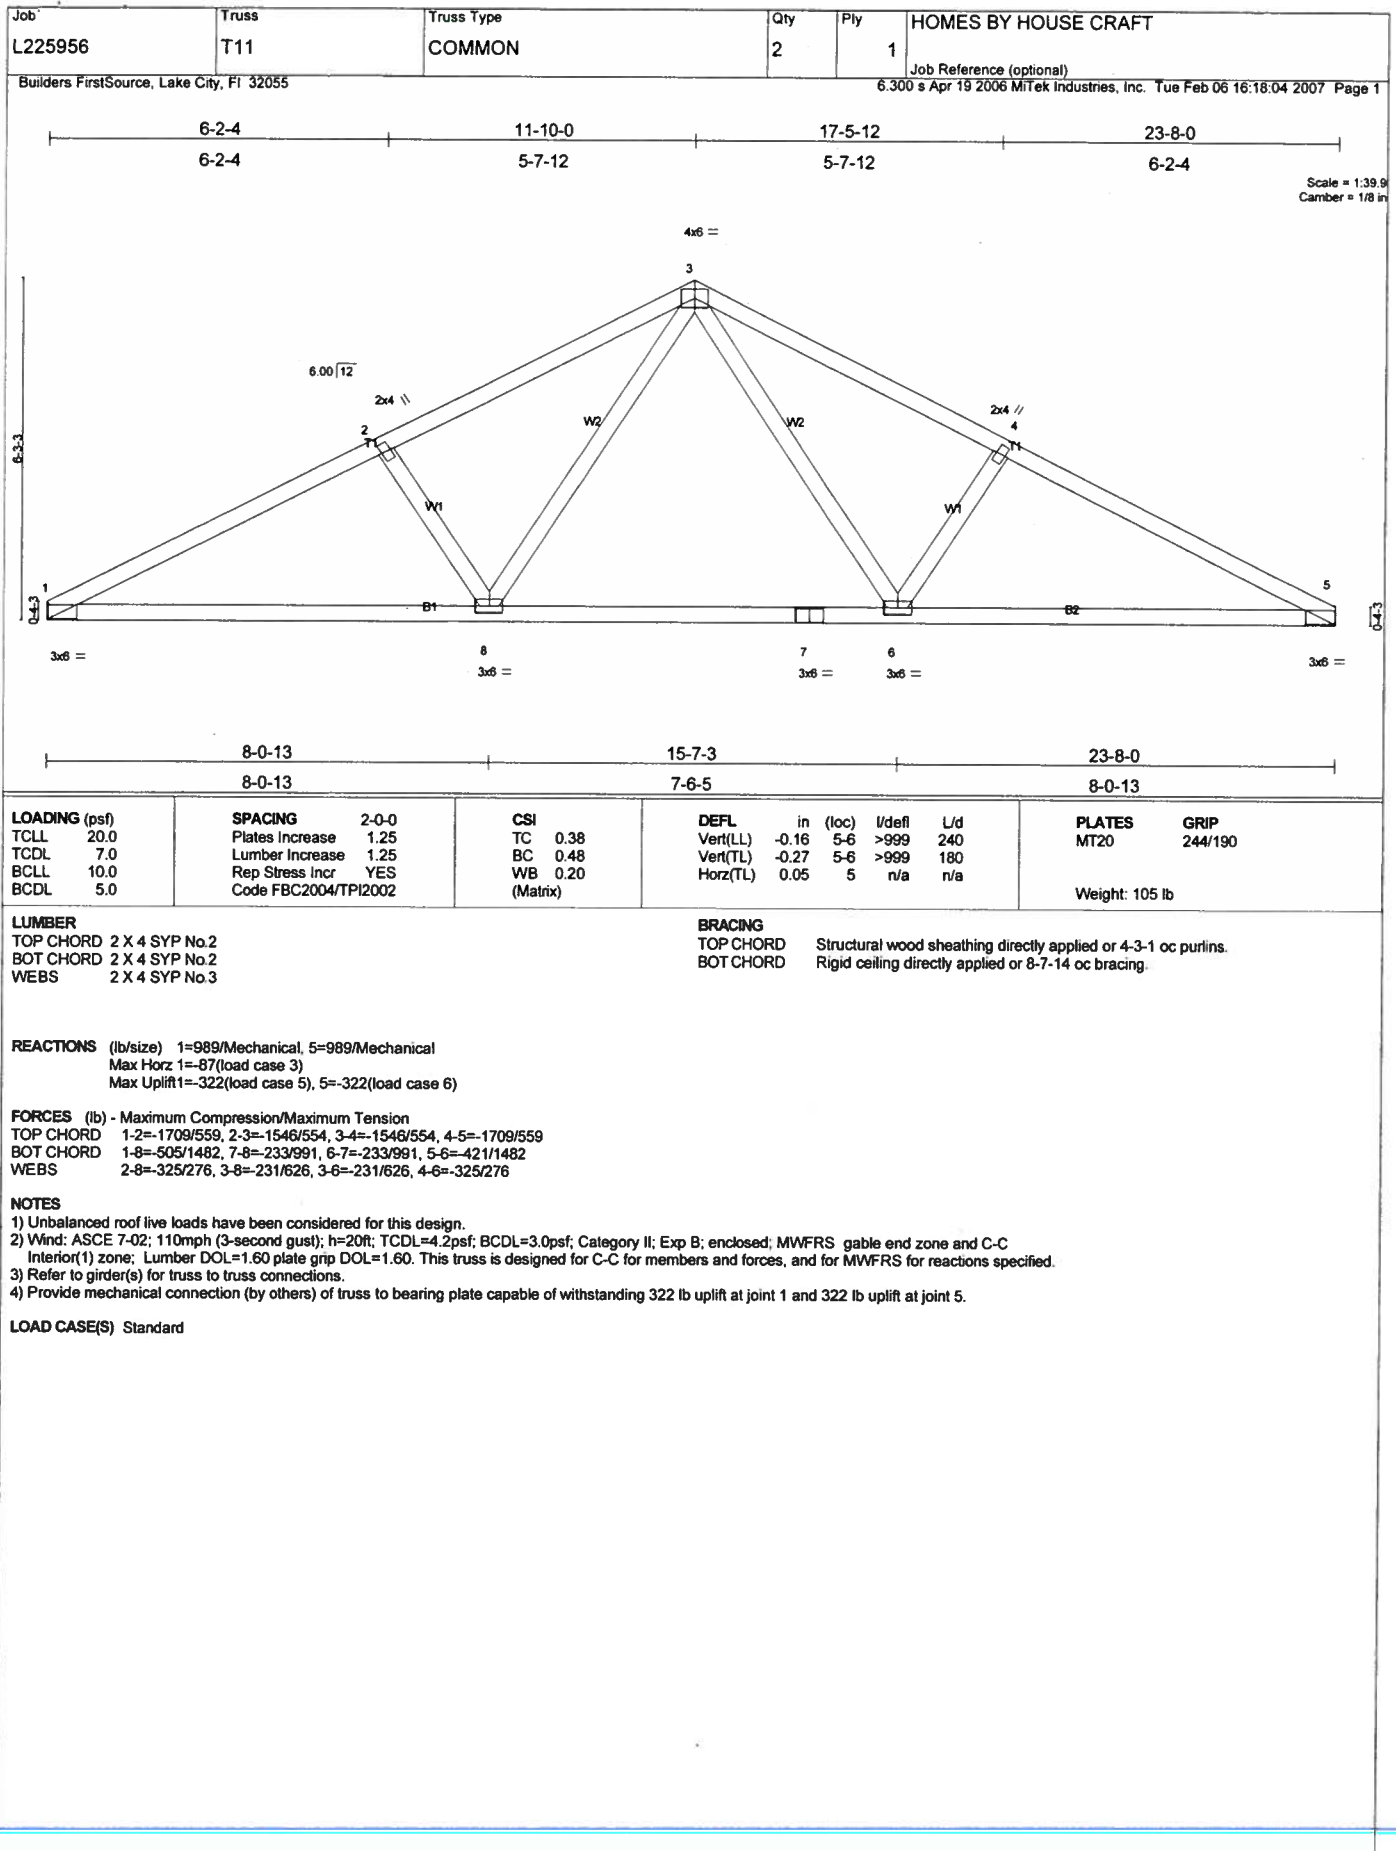 Job Truss Truss Type Qty Ply HOMES BY HOUSE CRAFT
L225956 T11 COMMON 2 1
Job Reference (optional)
Builders FirstSource, Lake City, Fl 32055 6.300 s Apr 19 2006 MiTek Industries, Inc. Tue Feb 06 16:18:04 2007 Page 1
6-2-4 11-10-0 17-5-12 23-8-0
6-2-4 5-7-12 5-7-12 6-2-4
Scale = 1:39.9
Camber = 1/8 in
4x6 =
3
6.00 12
2x4 \\ 2x4 //
2 4
T1 T1
W2 W2
6-3-3
W1 W1
1 5
0-4-3 B1 B2 0-4-3
8 7 6
3x6 = 3x6 = 3x6 = 3x6 = 3x6 =
8-0-13 15-7-3 23-8-0
8-0-13 7-6-5 8-0-13
LOADING (psf) SPACING 2-0-0 CSI DEFL in (loc) l/defl L/d PLATES GRIP
TCLL 20.0 Plates Increase 1.25 TC 0.38 Vert(LL) -0.16 5-6 >999 240 MT20 244/190
TCDL 7.0 Lumber Increase 1.25 BC 0.48 Vert(TL) -0.27 5-6 >999 180
BCLL 10.0 Rep Stress Incr YES WB 0.20 Horz(TL) 0.05 5 n/a n/a
BCDL 5.0 Code FBC2004/TPI2002 (Matrix) Weight: 105 lb
LUMBER
TOP CHORD 2 X 4 SYP No.2
BOT CHORD 2 X 4 SYP No.2
WEBS 2 X 4 SYP No.3
BRACING
TOP CHORD Structural wood sheathing directly applied or 4-3-1 oc purlins.
BOT CHORD Rigid ceiling directly applied or 8-7-14 oc bracing.
REACTIONS (lb/size) 1=989/Mechanical, 5=989/Mechanical
Max Horz 1=-87(load case 3)
Max Uplift1=-322(load case 5), 5=-322(load case 6)
FORCES (lb) - Maximum Compression/Maximum Tension
TOP CHORD 1-2=-1709/559, 2-3=-1546/554, 3-4=-1546/554, 4-5=-1709/559
BOT CHORD 1-8=-505/1482, 7-8=-233/991, 6-7=-233/991, 5-6=-421/1482
WEBS 2-8=-325/276, 3-8=-231/626, 3-6=-231/626, 4-6=-325/276
NOTES
1) Unbalanced roof live loads have been considered for this design.
2) Wind: ASCE 7-02; 110mph (3-second gust); h=20ft; TCDL=4.2psf; BCDL=3.0psf; Category II; Exp B; enclosed; MWFRS gable end zone and C-C
Interior(1) zone; Lumber DOL=1.60 plate grip DOL=1.60. This truss is designed for C-C for members and forces, and for MWFRS for reactions specified.
3) Refer to girder(s) for truss to truss connections.
4) Provide mechanical connection (by others) of truss to bearing plate capable of withstanding 322 lb uplift at joint 1 and 322 lb uplift at joint 5.
LOAD CASE(S) Standard